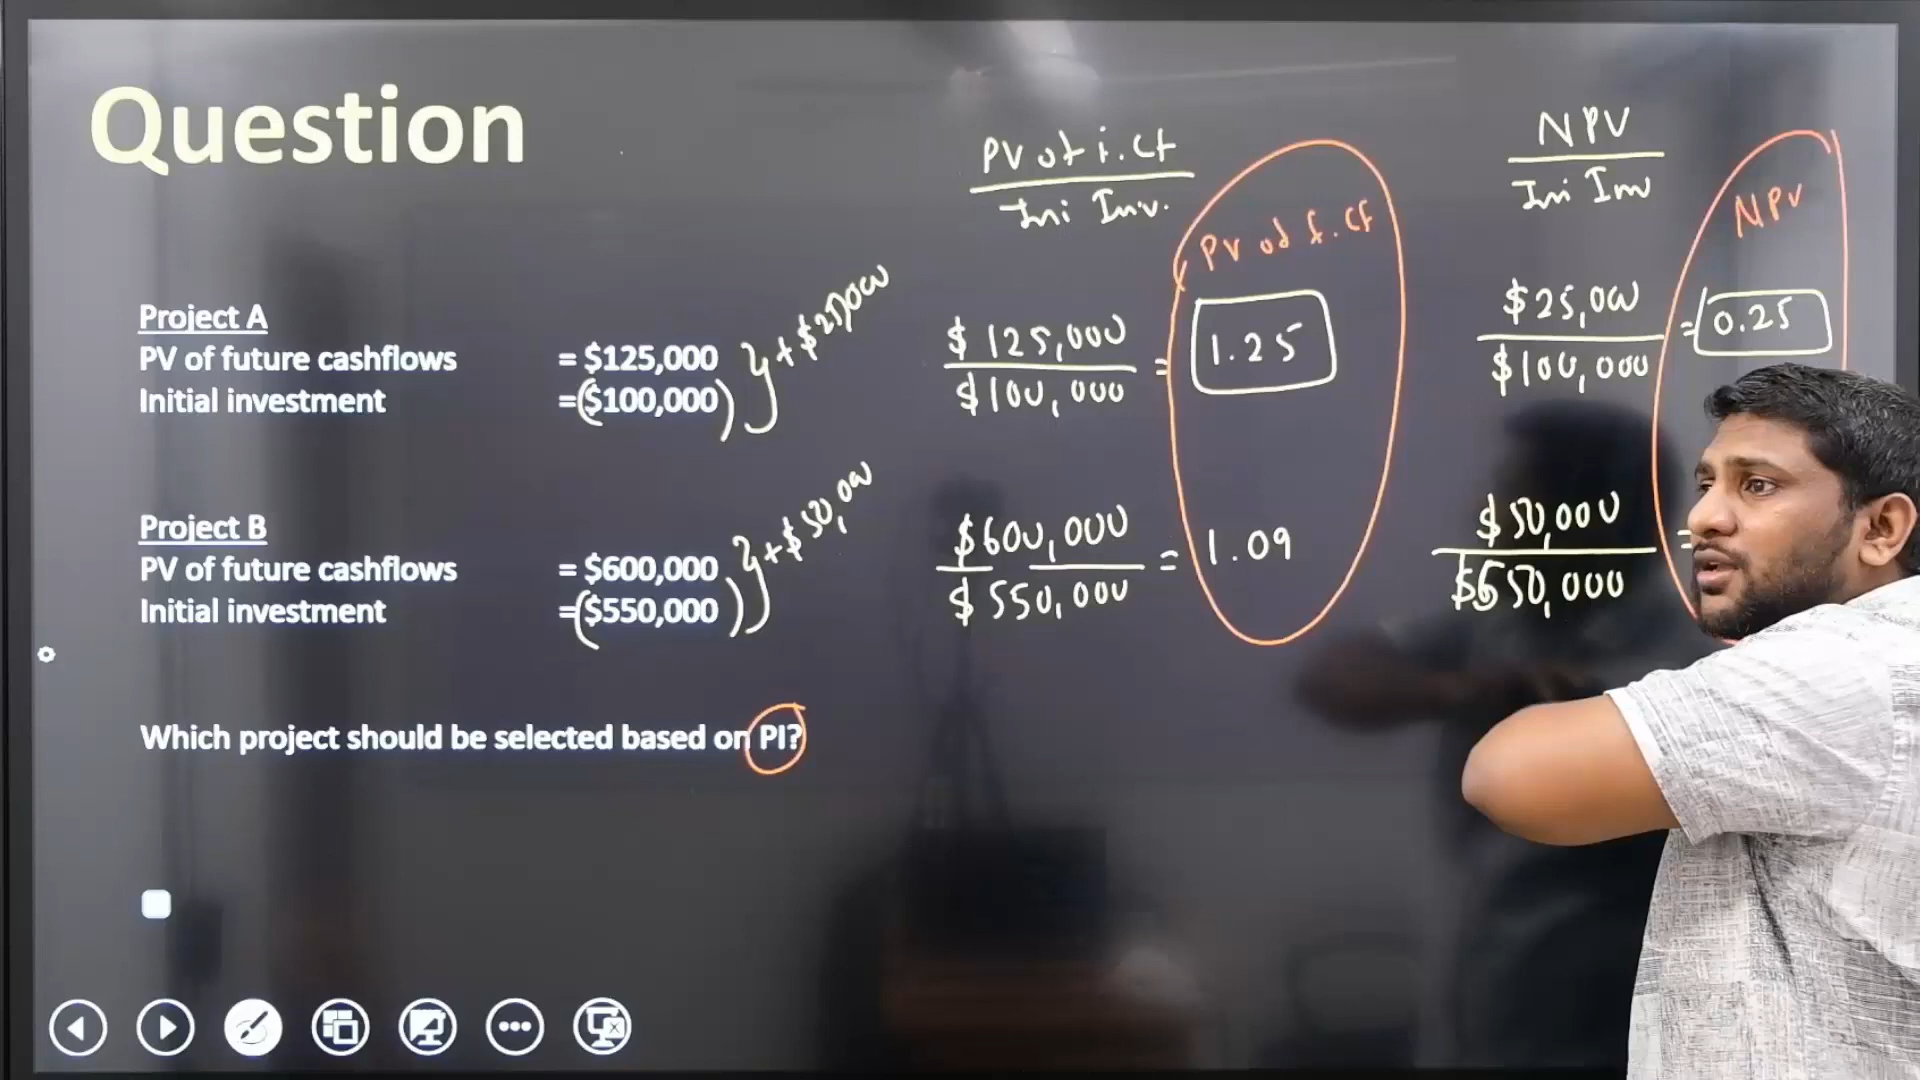 Question
PV of f.Cf
Ini Inv.
NPV
Ini Inv
PV of f.Cf
NPV
Project A
PV of future cashflows = $125,000
Initial investment =($100,000)
+ $25,000
$125,000
$100,000
= 1.25
$25,000
$100,000
= 0.25
Project B
PV of future cashflows = $600,000
Initial investment =($550,000)
+ $50,000
$600,000
$550,000
= 1.09
$50,000
$550,000
=
Which project should be selected based on PI?